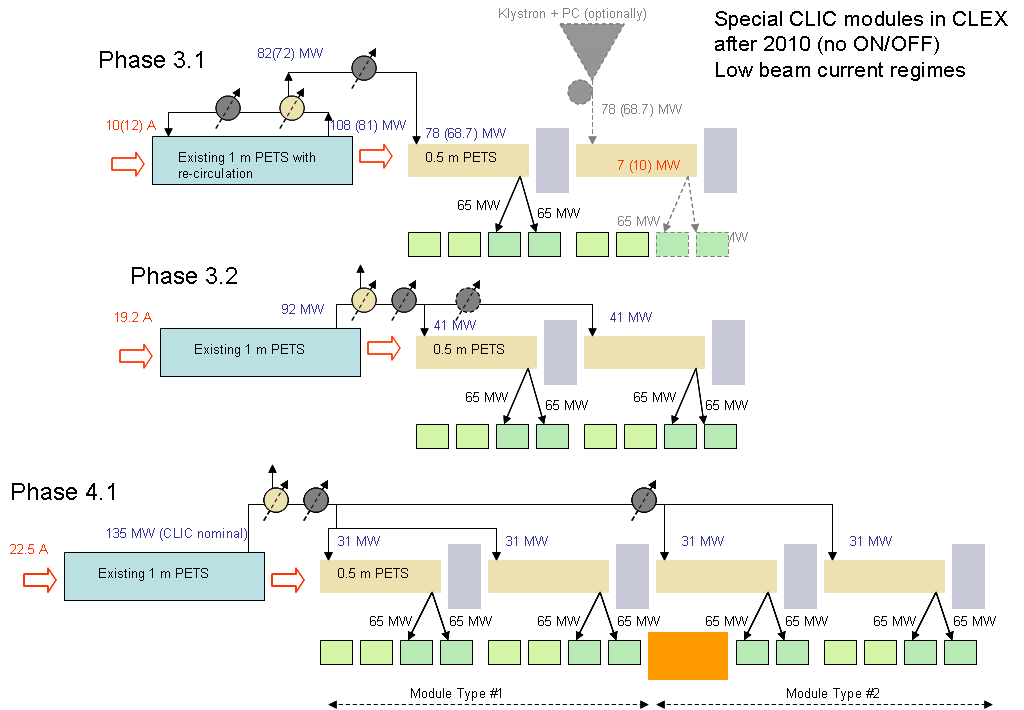 Klystron + PC (optionally)
Special CLIC modules in CLEX
after 2010 (no ON/OFF)
Low beam current regimes
Phase 3.1
82(72) MW
10(12) A
108 (81) MW
78 (68.7) MW
78 (68.7) MW
Existing 1 m PETS with
re-circulation
0.5 m PETS
7 (10) MW
65 MW
65 MW
65 MW
MW
Phase 3.2
19.2 A
92 MW
41 MW
41 MW
Existing 1 m PETS
0.5 m PETS
65 MW
65 MW
65 MW
65 MW
Phase 4.1
135 MW (CLIC nominal)
22.5 A
31 MW
31 MW
31 MW
31 MW
Existing 1 m PETS
0.5 m PETS
65 MW
65 MW
65 MW
65 MW
65 MW
65 MW
65 MW
65 MW
Module Type #1
Module Type #2